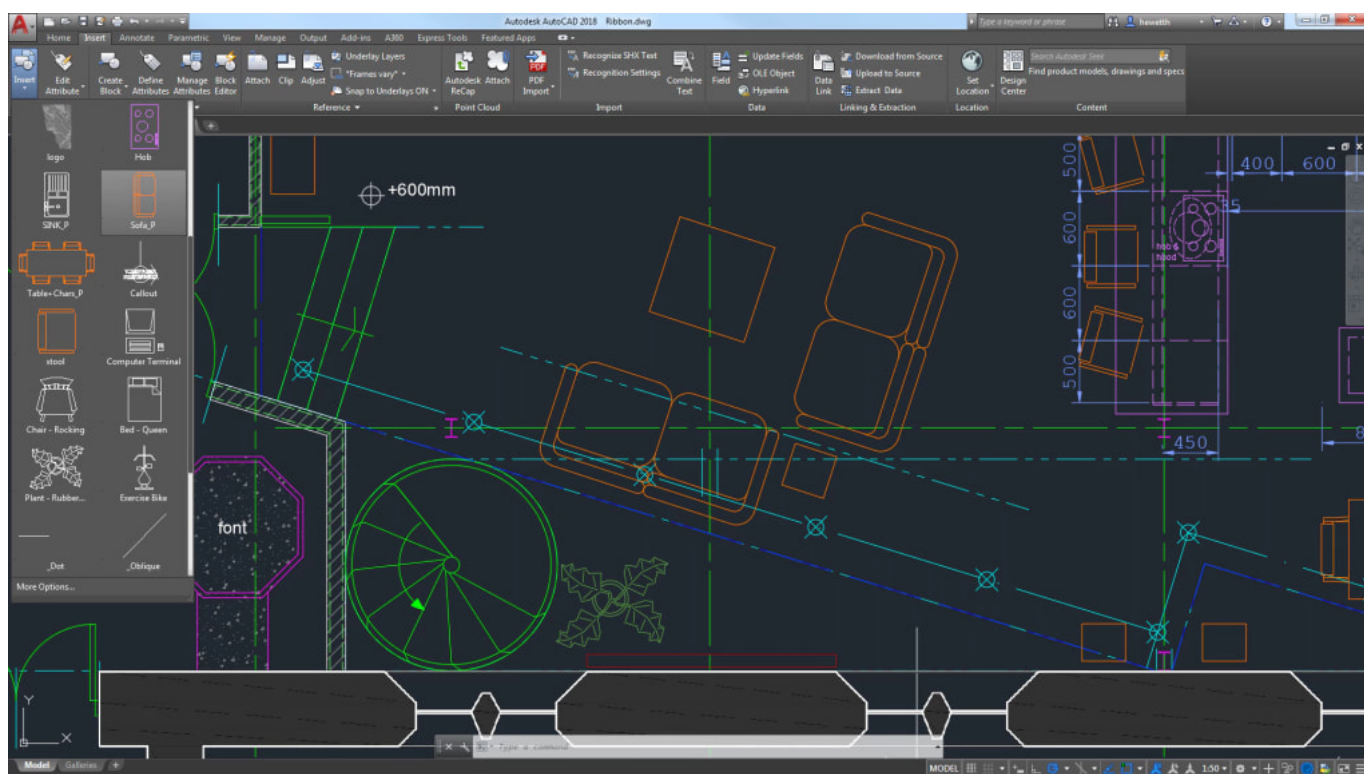 Autodesk AutoCAD 2018 Ribbon.dwg
Type a keyword or phrase
hewetth
Home Insert Annotate Parametric View Manage Output Add-ins A360 Express Tools Featured Apps
Insert
Edit Attribute
Create Block
Define Attributes
Manage Attributes
Block Editor
Attach
Clip
Adjust
Underlay Layers
*Frames vary*
Snap to Underlays ON
Reference
Autodesk ReCap
Attach
Point Cloud
PDF
PDF Import
Recognize SHX Text
Recognition Settings
Combine Text
Import
Field
Update Fields
OLE Object
Hyperlink
Data
Data Link
Download from Source
Upload to Source
Extract Data
Linking & Extraction
Set Location
Location
Design Center
Search Autodesk Seek
Find product models, drawings and specs
Content
logo
Hob
SINK_P
Sofa_P
Table+Chars_P
Callout
stool
Computer Terminal
Chair - Rocking
Bed - Queen
Plant - Rubber...
Exercise Bike
_Dot
_Oblique
More Options...
+600mm
font
500
600
600
500
400
600
35
hob & hood
450
8
Y
X
Type a command
Model Galleries
MODEL
1:50